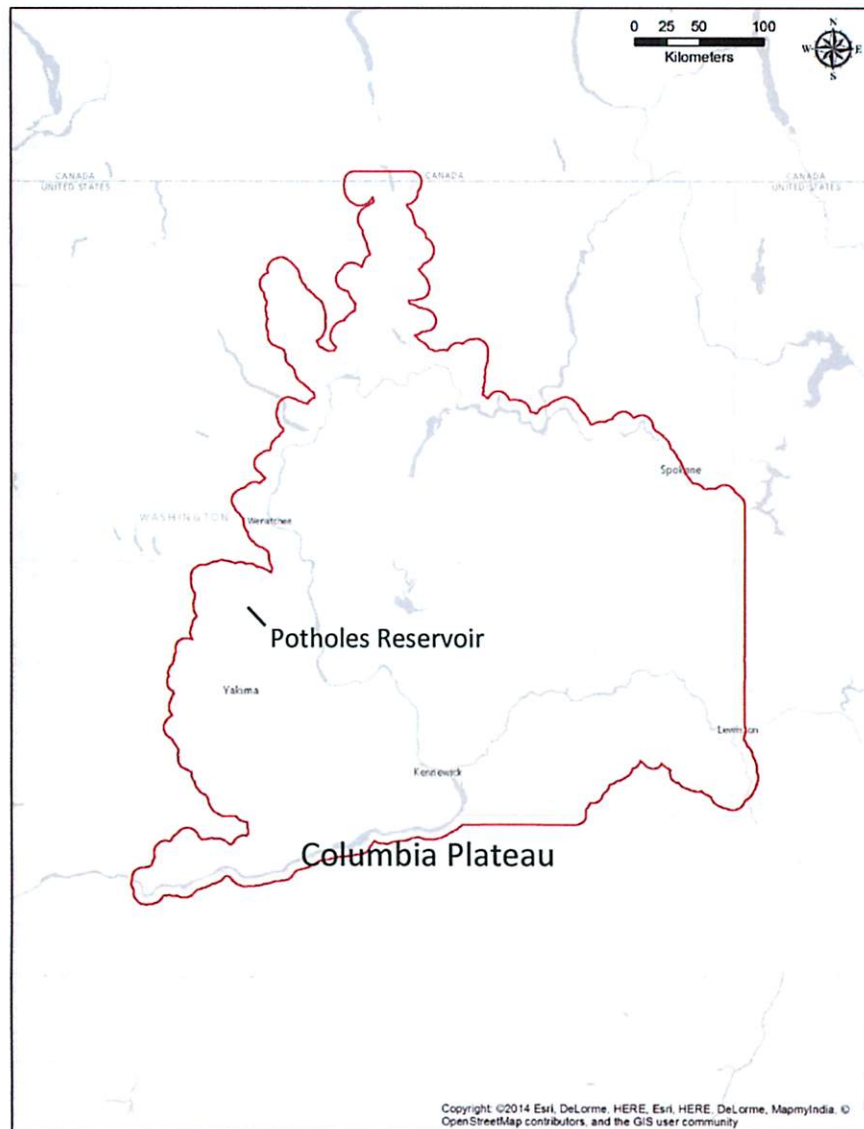 N
W E
S
0 25 50 100
Kilometers
CANADA
UNITED STATES
CANADA
CANADA
UNITED STATES
Spokane
WASHINGTON
Wenatchee
Potholes Reservoir
Yakima
Lewiston
Kennewick
Columbia Plateau
Copyright: ©2014 Esri, DeLorme, HERE, Esri, HERE, DeLorme, MapmyIndia, ©
OpenStreetMap contributors, and the GIS user community